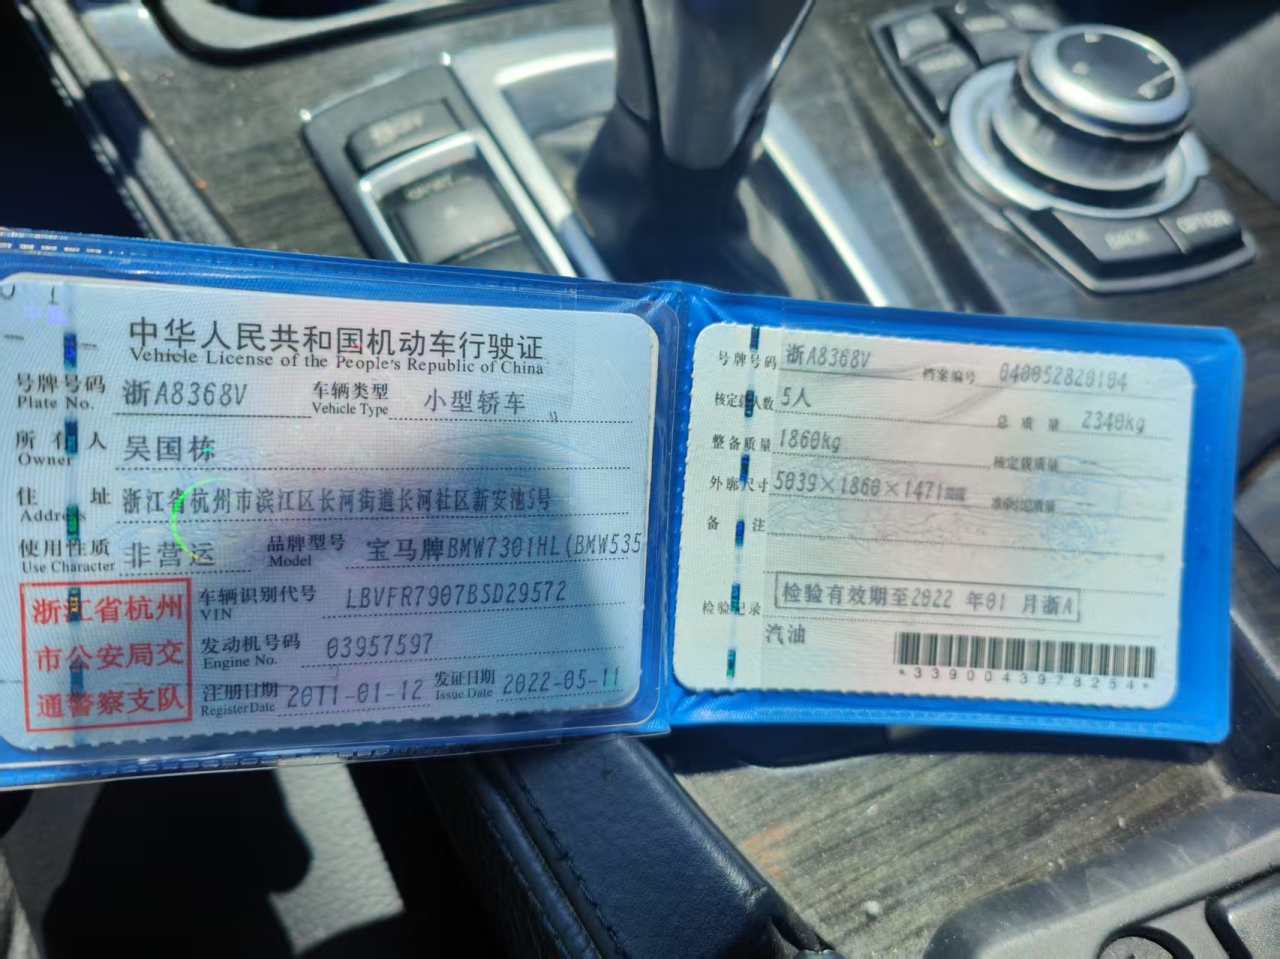 中华人民共和国机动车行驶证
Vehicle License of the People's Republic of China
号牌号码 浙A8368V 车辆类型 小型轿车
Plate No. Vehicle Type
所有人 吴国栋
Owner
住址 浙江省杭州市滨江区长河街道长河社区新安池5号
Address
使用性质 非营运 品牌型号 宝马牌BMW7301HL(BMW535
Use Character Model
浙江省杭州
市公安局交
通警察支队
车辆识别代号 LBVFR7907BSD29572
VIN
发动机号码 03957597
Engine No.
注册日期 2011-01-12 发证日期 2022-05-11
Register Date Issue Date
号牌号码 浙A8368V 档案编号 040052820104
核定载人数 5人 总质量 2340kg
整备质量 1860kg 核定载质量
外廓尺寸 5039×1860×1471 准牵引总质量
备注
检验记录 检验有效期至2022 年01 月浙A
汽油
*3390043978254*
BACK
OPTION